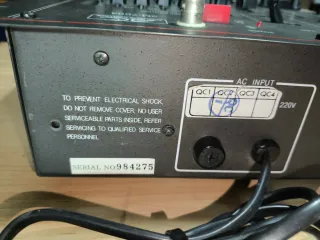 AC INPUT
QC1 QC2 QC3 QC4
220V
TO PREVENT ELECTRICAL SHOCK,
DO NOT REMOVE COVER. NO USER
SERVICEABLE PARTS INSIDE, REFER
SERVICING TO QUALIFIED SERVICE
PERSONNEL.
SERIAL NO 984275